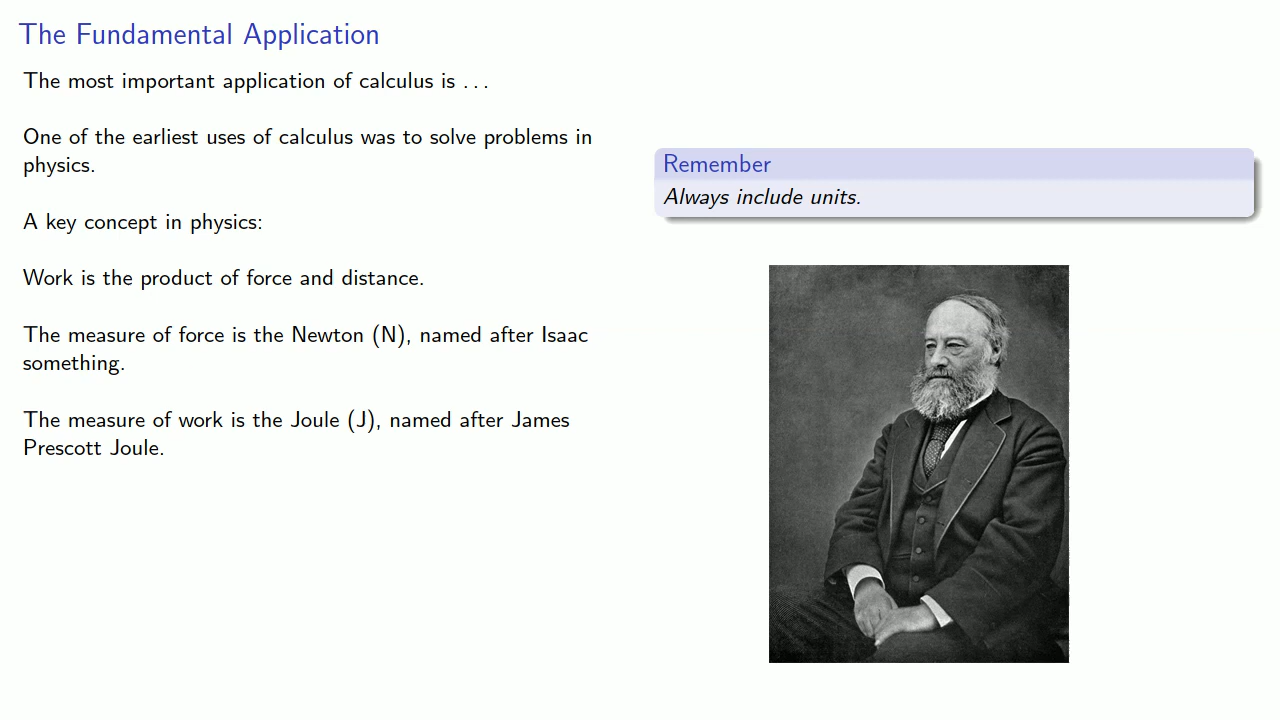 The Fundamental Application
The most important application of calculus is . . .
One of the earliest uses of calculus was to solve problems in
physics.
A key concept in physics:
Work is the product of force and distance.
The measure of force is the Newton (N), named after Isaac
something.
The measure of work is the Joule (J), named after James
Prescott Joule.
Remember
Always include units.